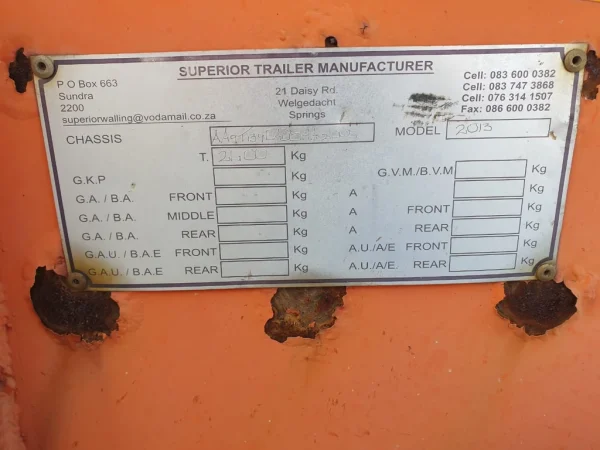 SUPERIOR TRAILER MANUFACTURER
P O Box 663
Sundra
2200
superiorwalling@vodamail.co.za
21 Daisy Rd.
Welgedacht
Springs
Cell: 083 600 0382
Cell: 083 747 3868
Cell: 076 314 1507
Fax: 086 600 0382
CHASSIS MODEL 2013
T. Kg
G.K.P Kg G.V.M./B.V.M Kg
G.A. / B.A. FRONT Kg A Kg
G.A. / B.A. MIDDLE Kg A FRONT Kg
G.A. / B.A. REAR Kg A REAR Kg
G.A.U. / B.A.E FRONT Kg A.U./A/E FRONT Kg
G.A.U. / B.A.E REAR Kg A.U./A/E. REAR Kg